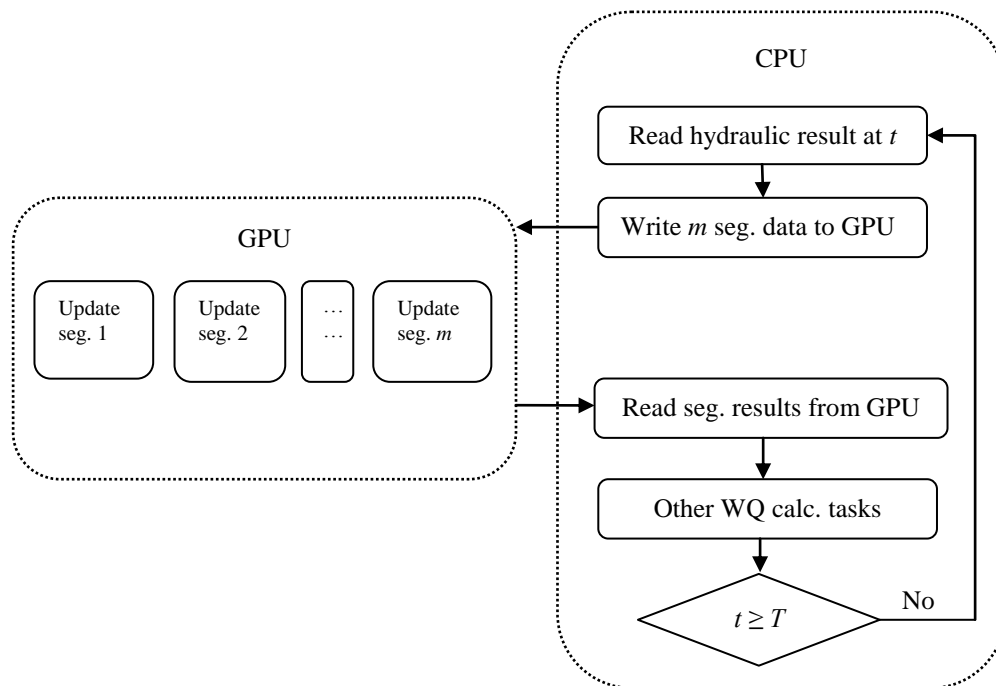 CPU
Read hydraulic result at t
Write m seg. data to GPU
GPU
Update
seg. 1
Update
seg. 2
…
…
Update
seg. m
Read seg. results from GPU
Other WQ calc. tasks
t ≥ T
No